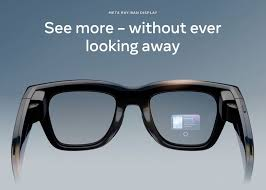 META RAY-BAN DISPLAY
See more – without ever
looking away